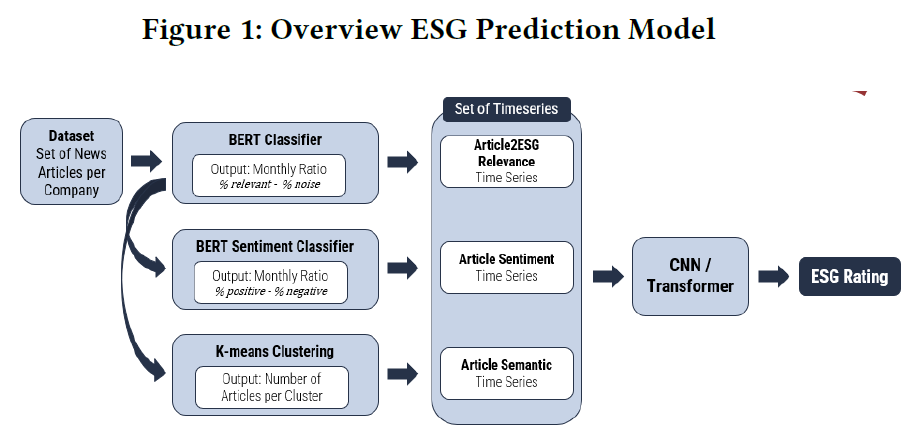 Figure 1: Overview ESG Prediction Model
Dataset
Set of News
Articles per
Company
BERT Classifier
Output: Monthly Ratio
% relevant - % noise
BERT Sentiment Classifier
Output: Monthly Ratio
% positive - % negative
K-means Clustering
Output: Number of
Articles per Cluster
Set of Timeseries
Article2ESG
Relevance
Time Series
Article Sentiment
Time Series
Article Semantic
Time Series
CNN /
Transformer
ESG Rating